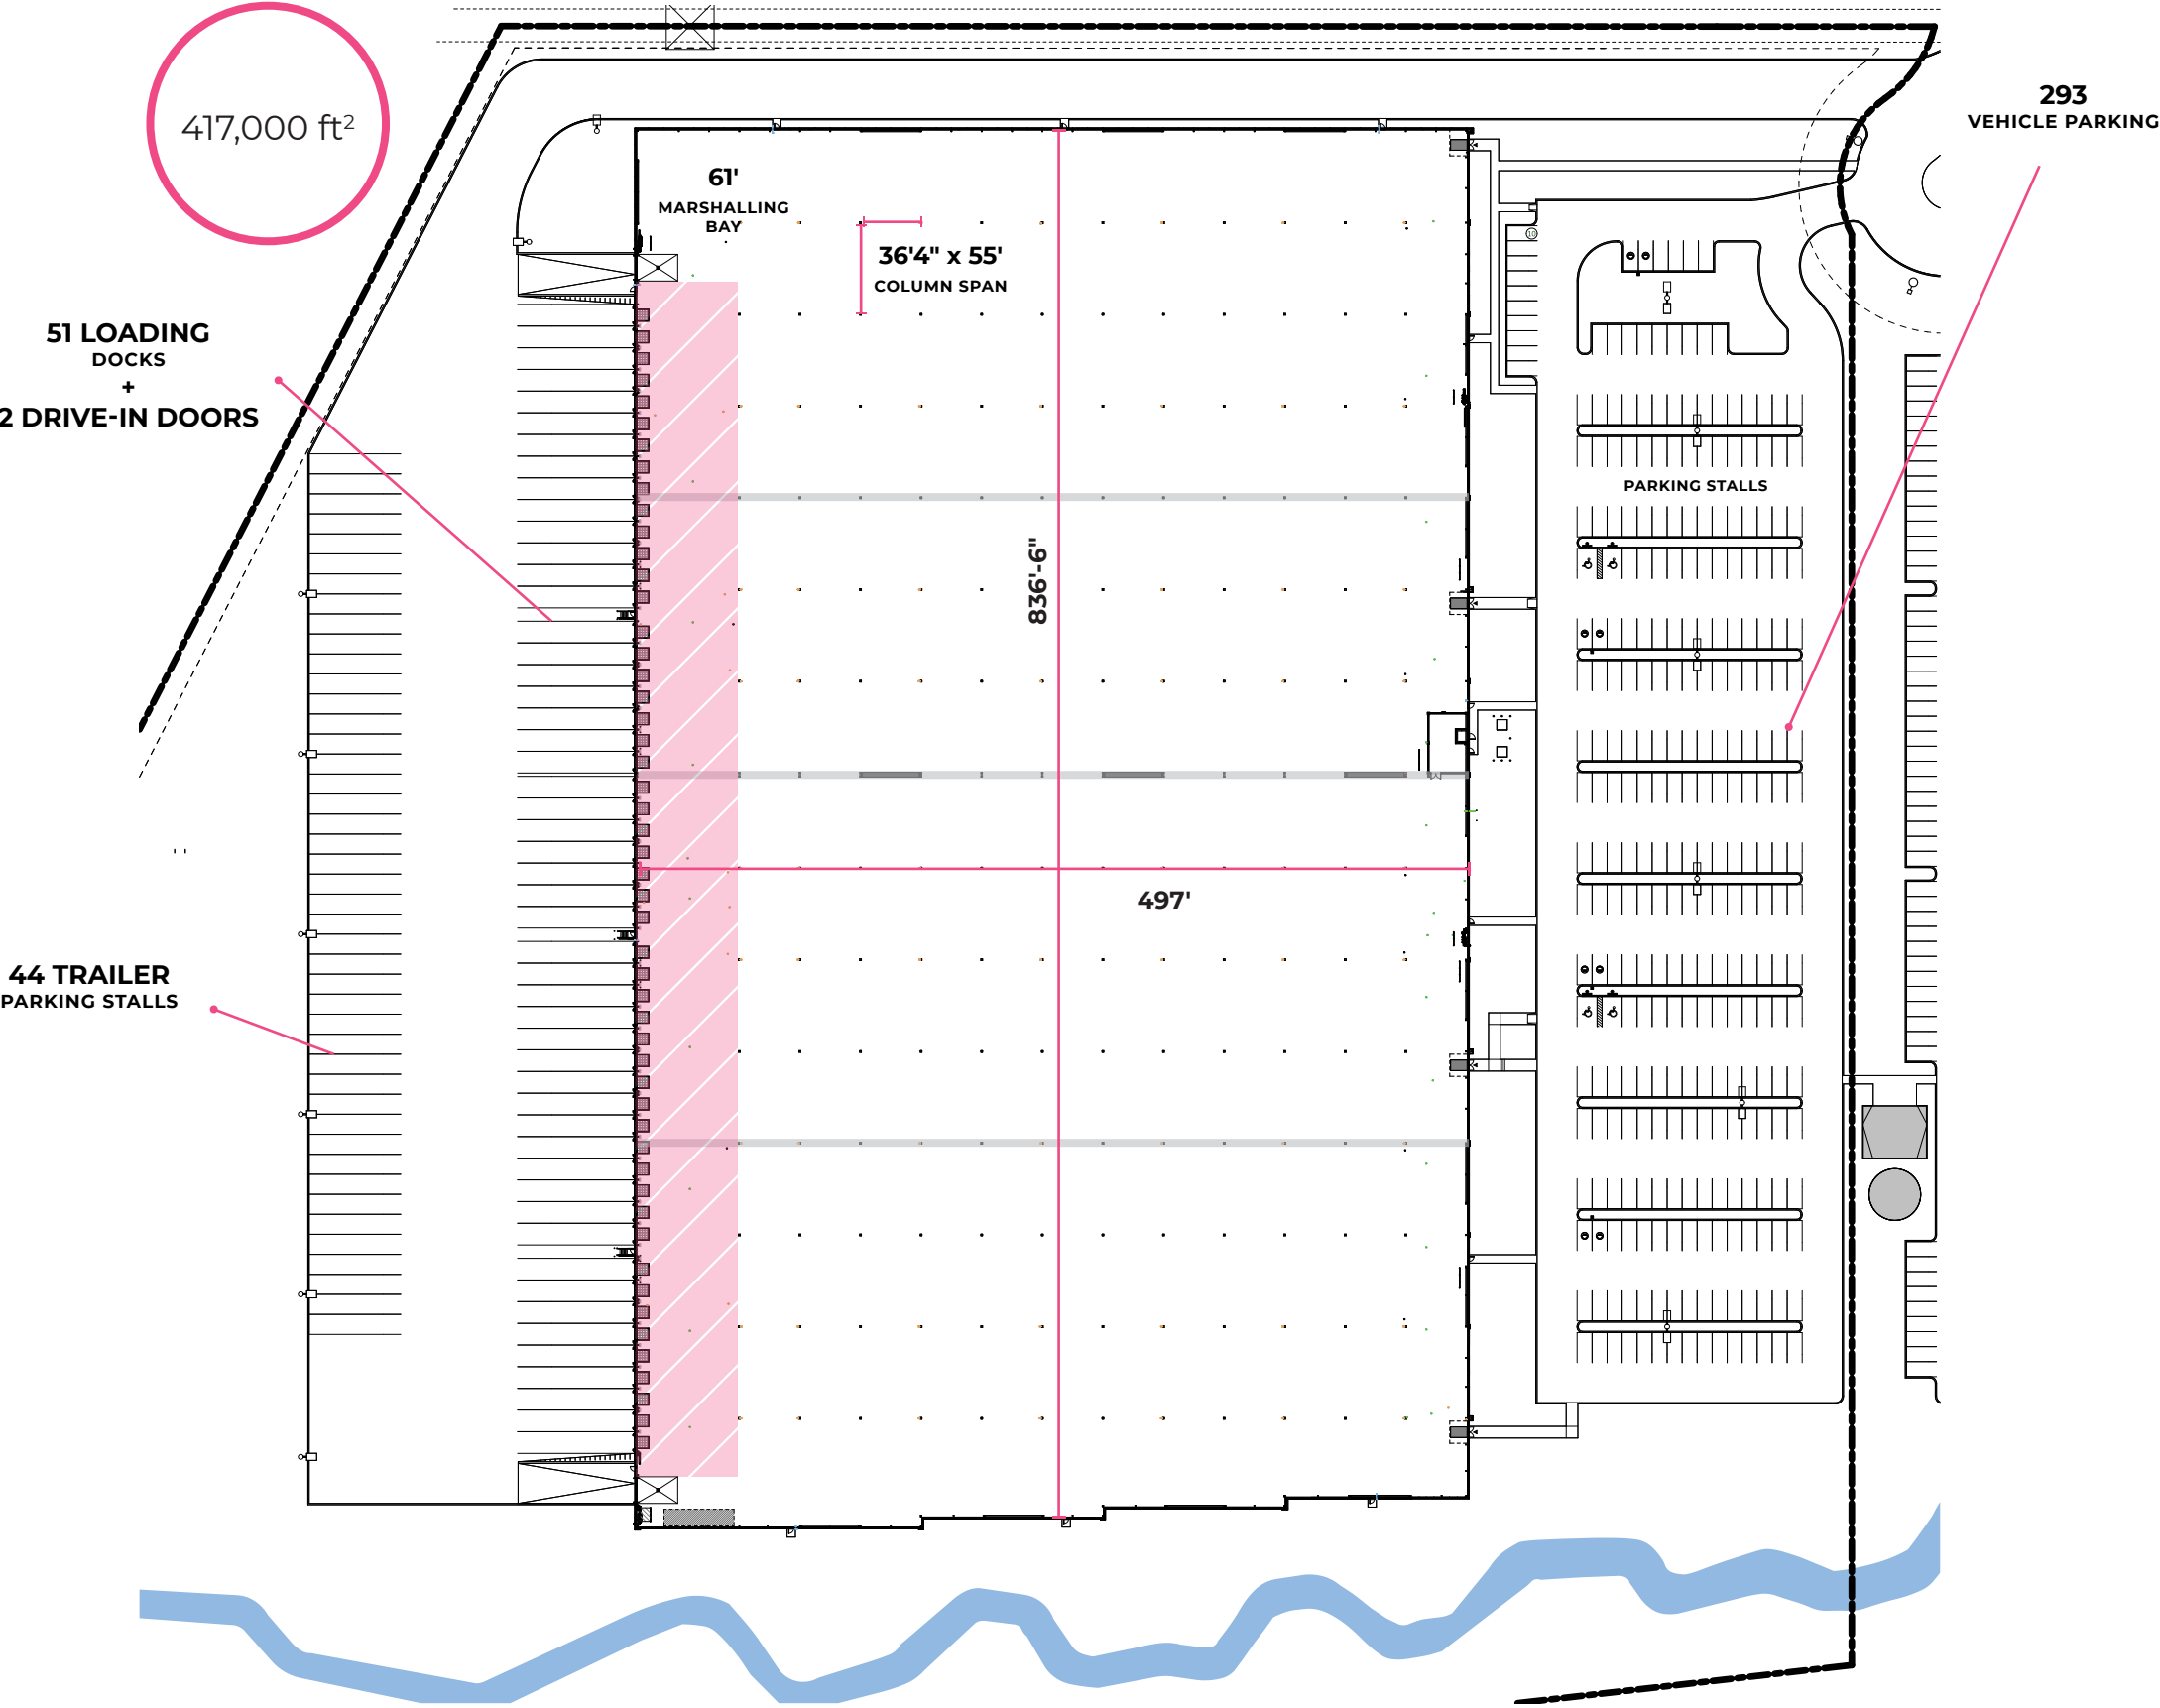 417,000 ft²
293
VEHICLE PARKING
61'
MARSHALLING
BAY
36'4" x 55'
COLUMN SPAN
51 LOADING
DOCKS
+
2 DRIVE-IN DOORS
PARKING STALLS
836'-6"
497'
44 TRAILER
PARKING STALLS